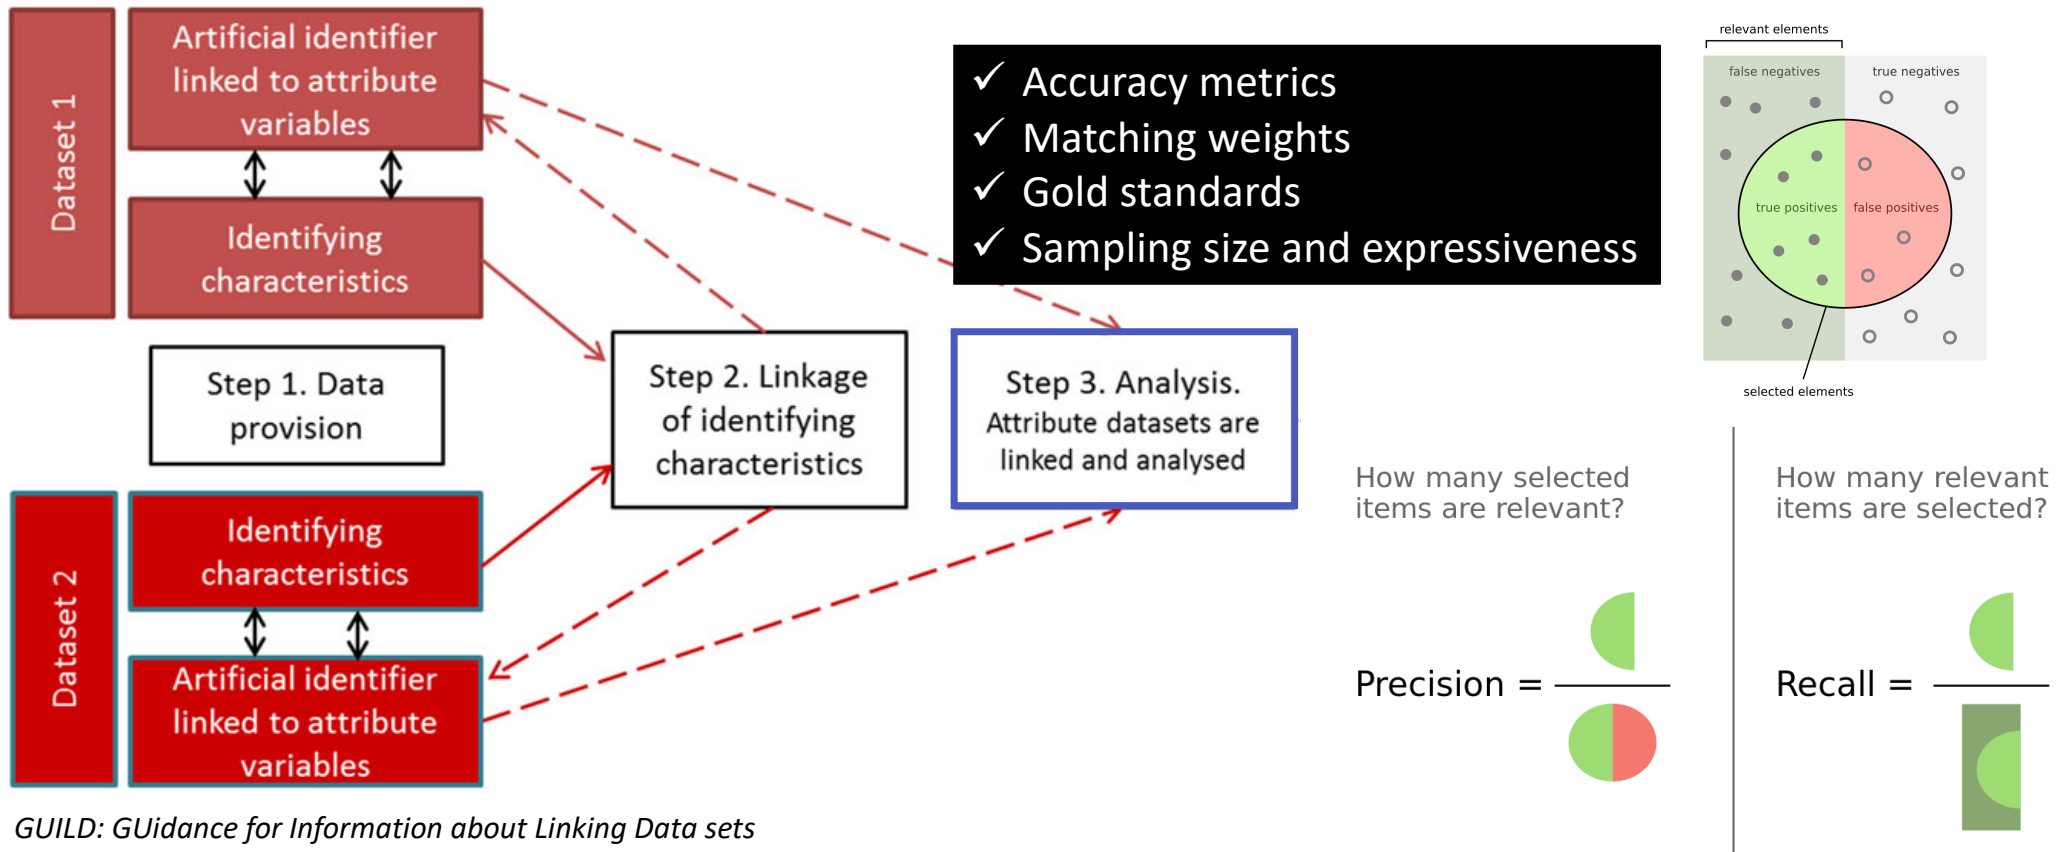 Dataset 1
Artificial identifier
linked to attribute
variables
Identifying
characteristics
Step 1. Data
provision
Dataset 2
Identifying
characteristics
Artificial identifier
linked to attribute
variables
Step 2. Linkage
of identifying
characteristics
Step 3. Analysis.
Attribute datasets are
linked and analysed
✓ Accuracy metrics
✓ Matching weights
✓ Gold standards
✓ Sampling size and expressiveness
relevant elements
false negatives
true negatives
true positives
false positives
selected elements
How many selected
items are relevant?
Precision =
How many relevant
items are selected?
Recall =
GUILD: GUidance for Information about Linking Data sets